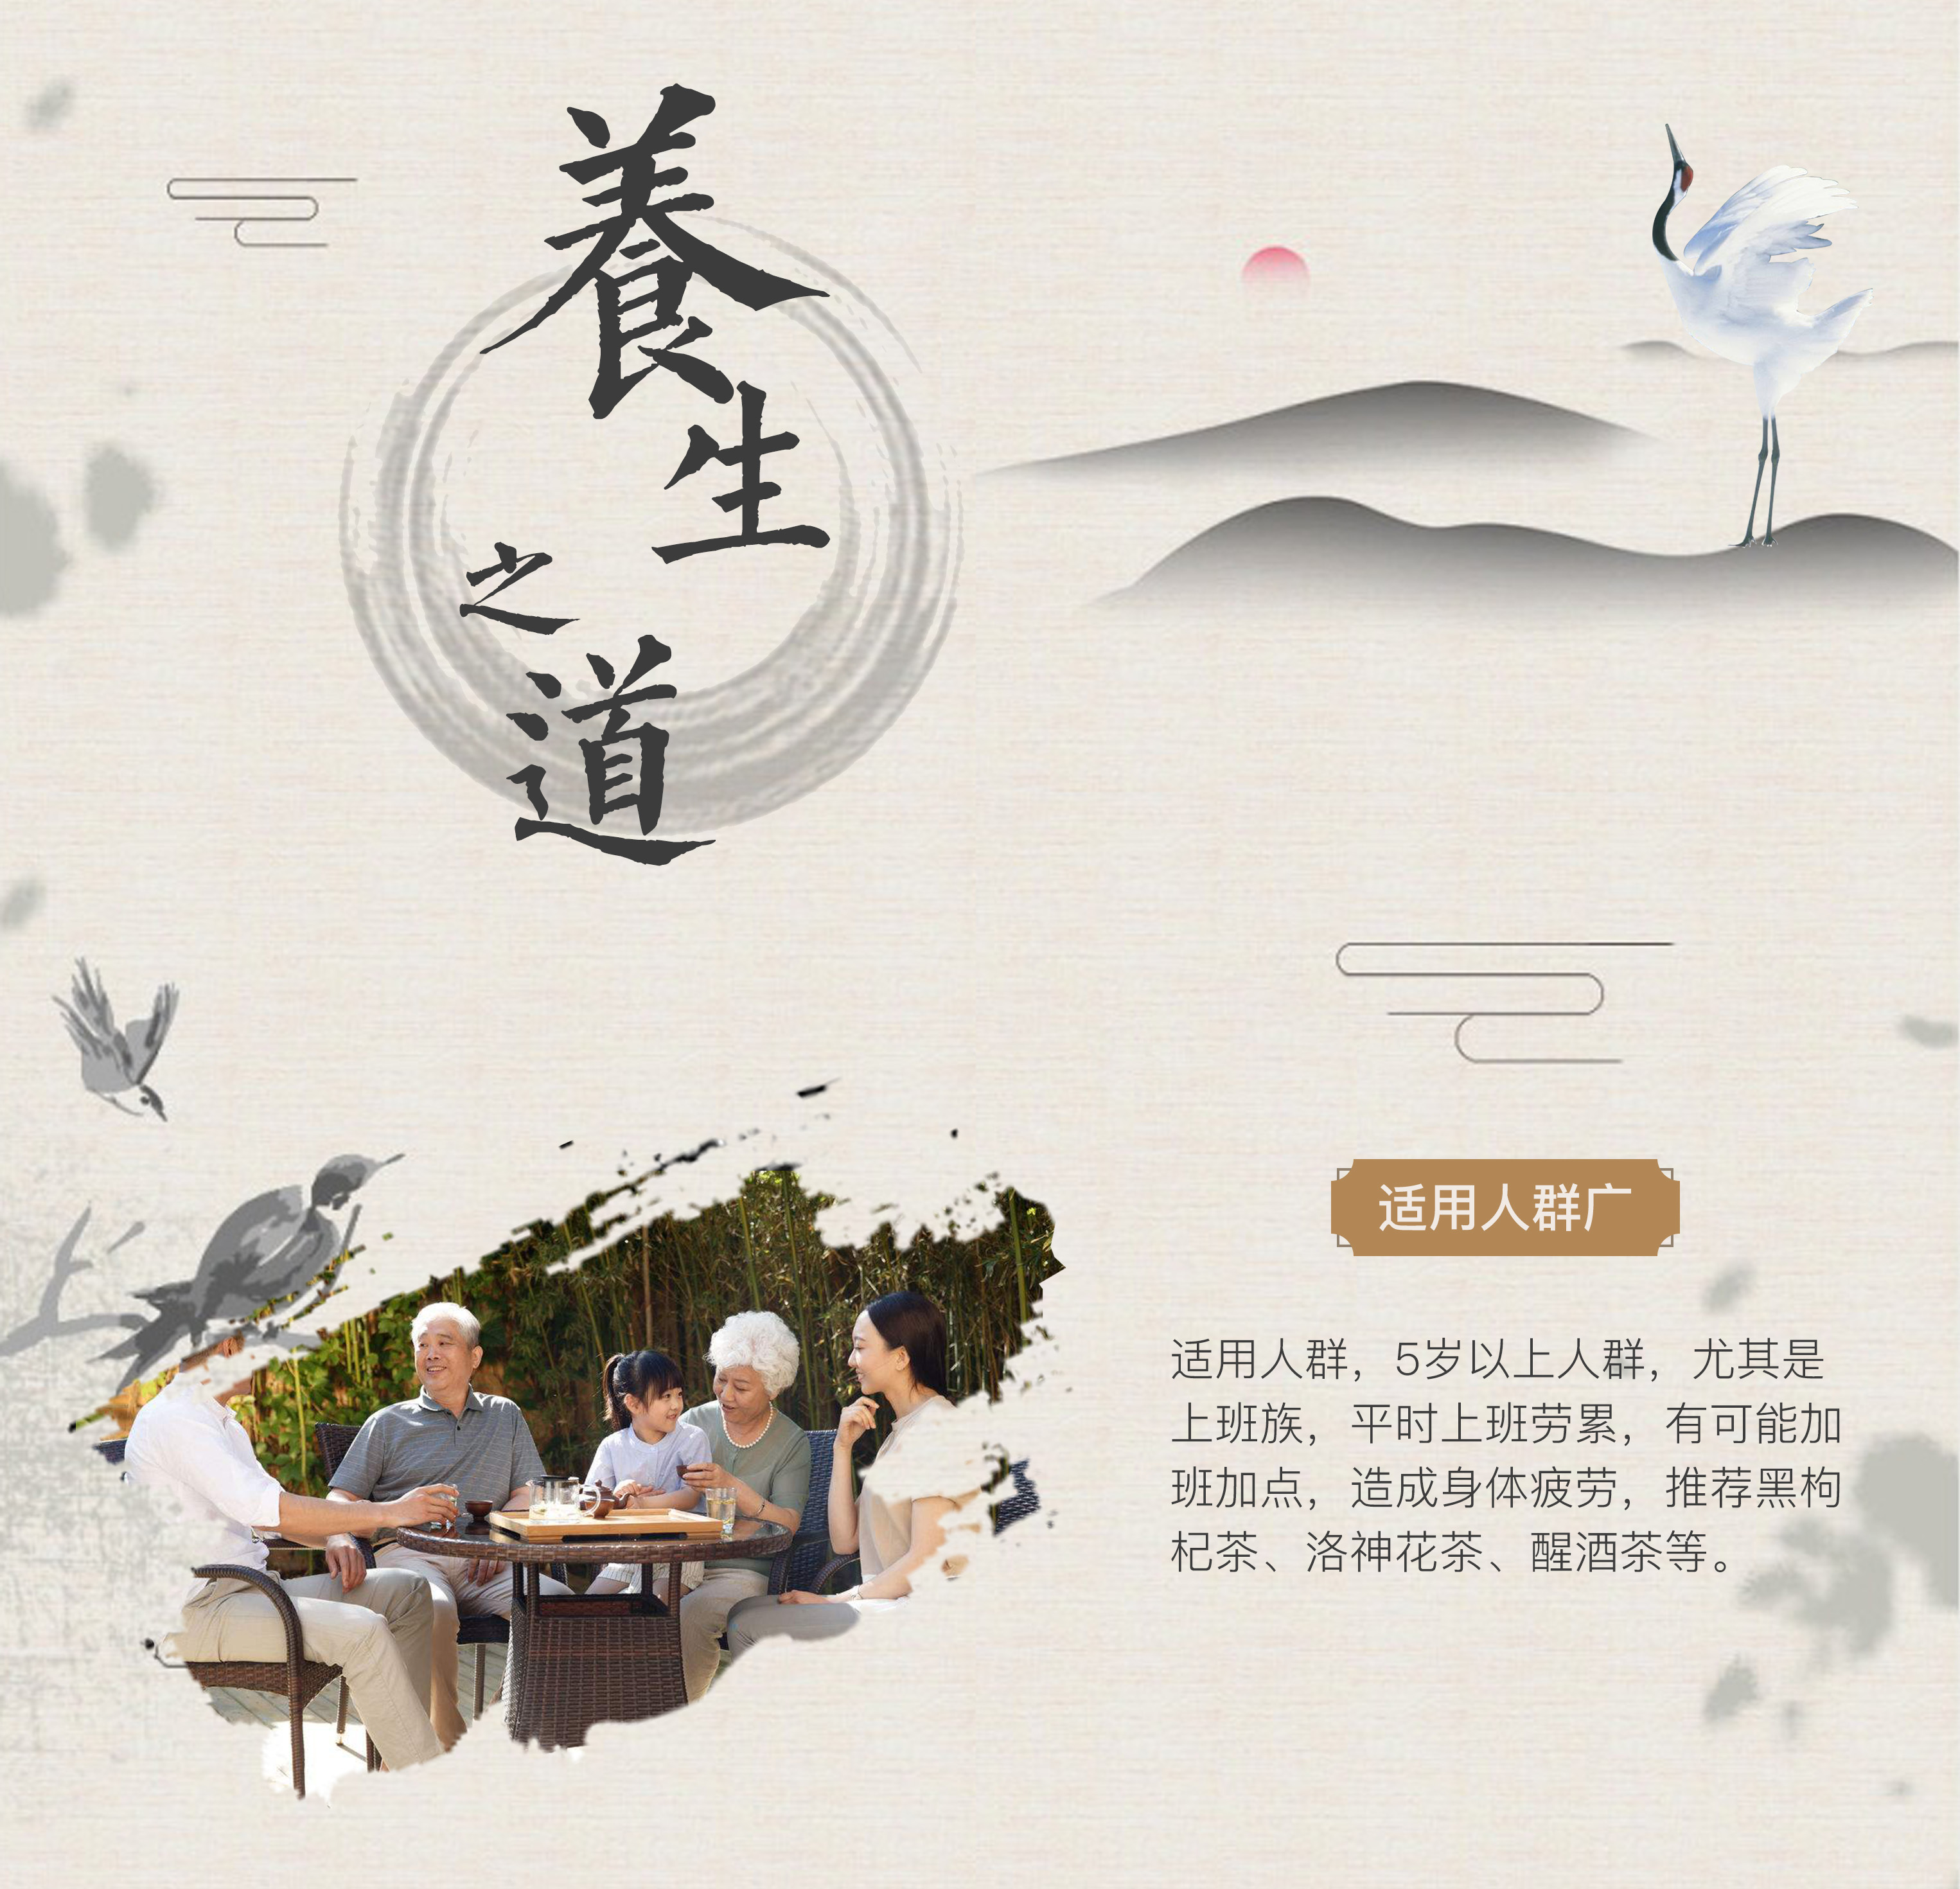 養生之道
适用人群广
适用人群，5岁以上人群，尤其是
上班族，平时上班劳累，有可能加
班加点，造成身体疲劳，推荐黑枸
杞茶、洛神花茶、醒酒茶等。